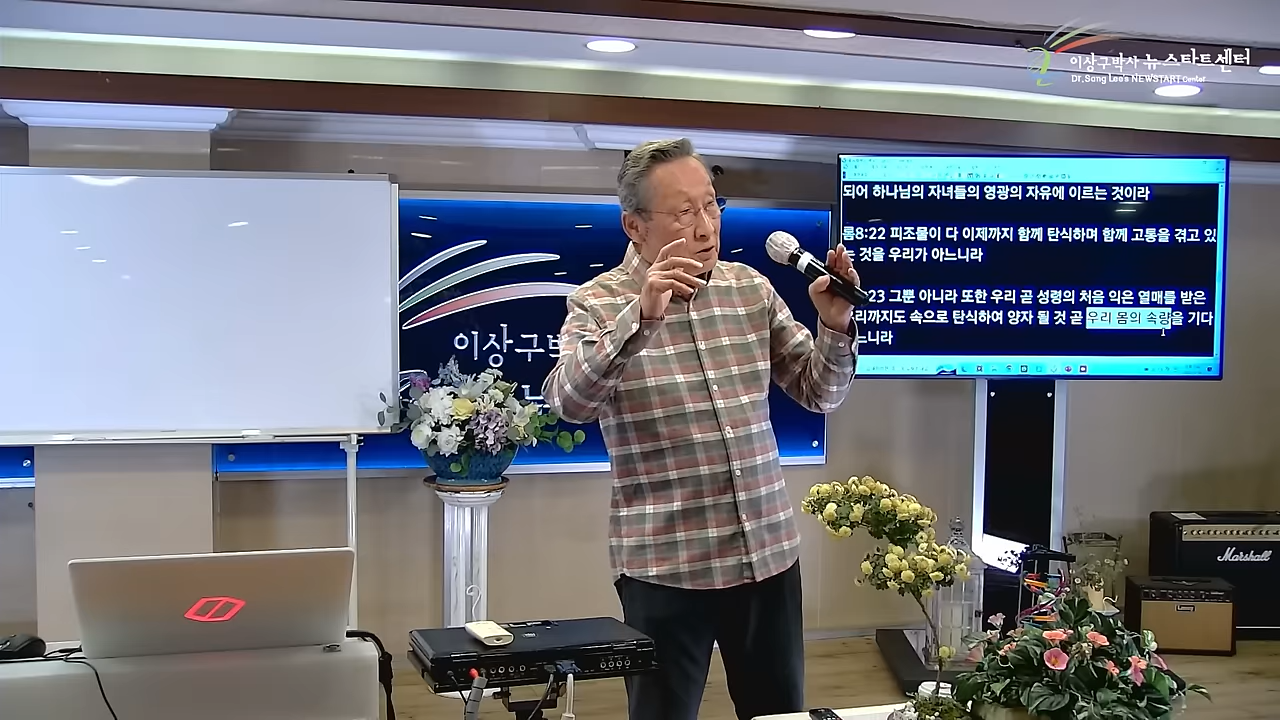 이상구박사 뉴스타트센터
Dr.Sang Lee's NEWSTART Center
되어 하나님의 자녀들의 영광의 자유에 이르는 것이라
롬8:22 피조물이 다 이제까지 함께 탄식하며 함께 고통을 겪고 있
는 것을 우리가 아느니라
23 그뿐 아니라 또한 우리 곧 성령의 처음 익은 열매를 받은
리까지도 속으로 탄식하여 양자 될 것 곧 우리 몸의 속량을 기다
느니라
이상구
Marshall
Laney